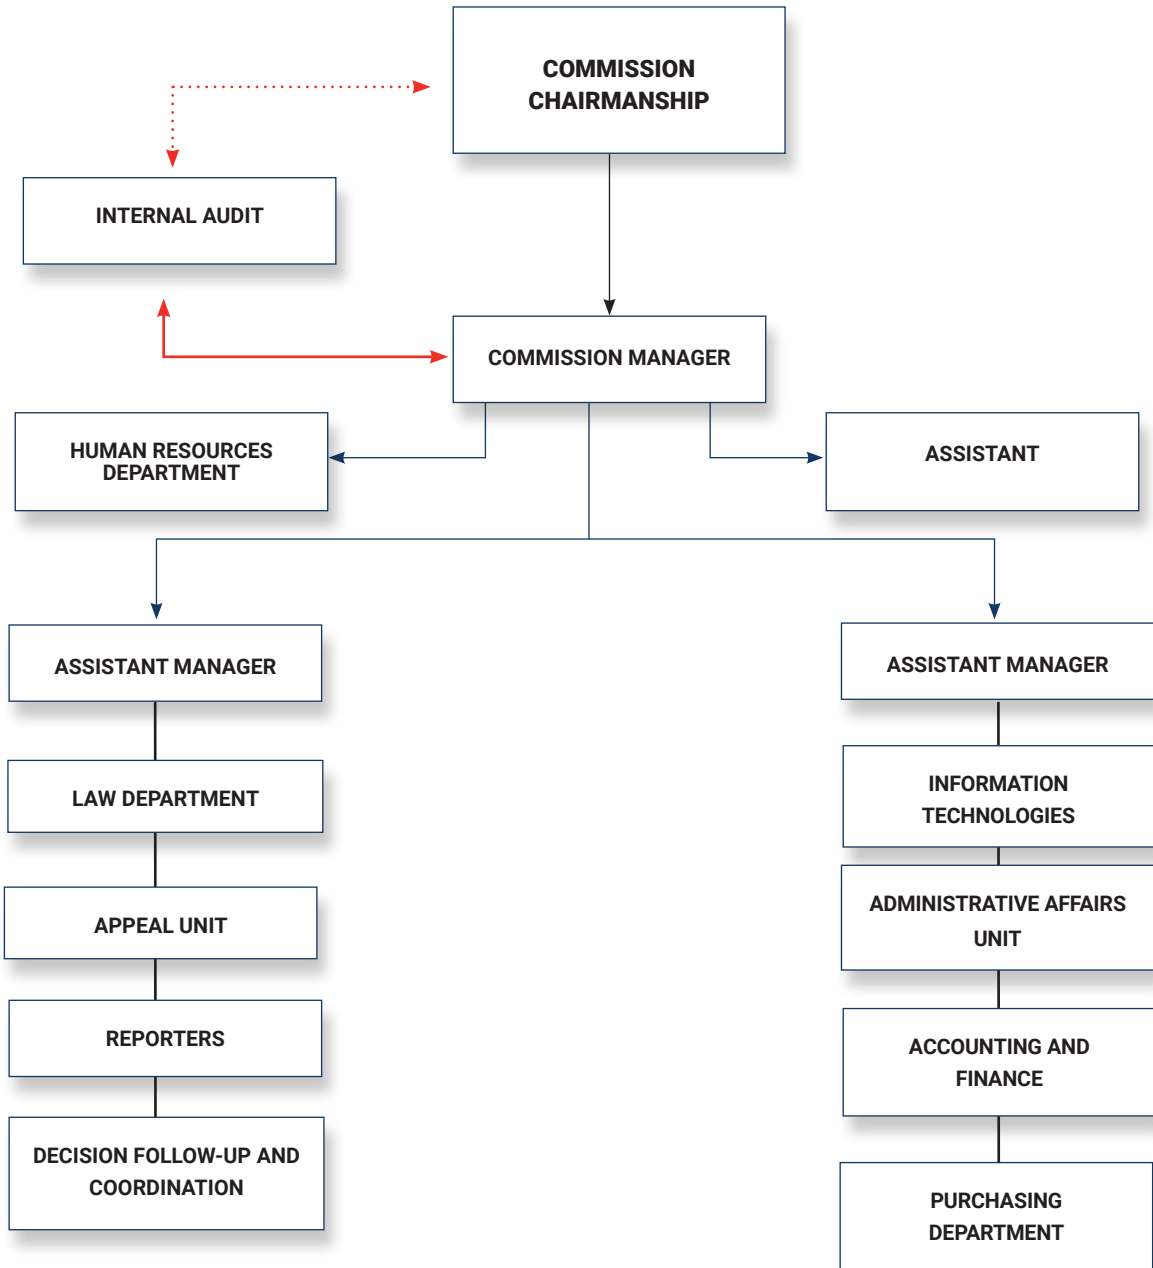 COMMISSION
CHAIRMANSHIP
INTERNAL AUDIT
COMMISSION MANAGER
HUMAN RESOURCES
DEPARTMENT
ASSISTANT
ASSISTANT MANAGER
LAW DEPARTMENT
APPEAL UNIT
REPORTERS
DECISION FOLLOW-UP AND
COORDINATION
ASSISTANT MANAGER
INFORMATION
TECHNOLOGIES
ADMINISTRATIVE AFFAIRS
UNIT
ACCOUNTING AND
FINANCE
PURCHASING
DEPARTMENT